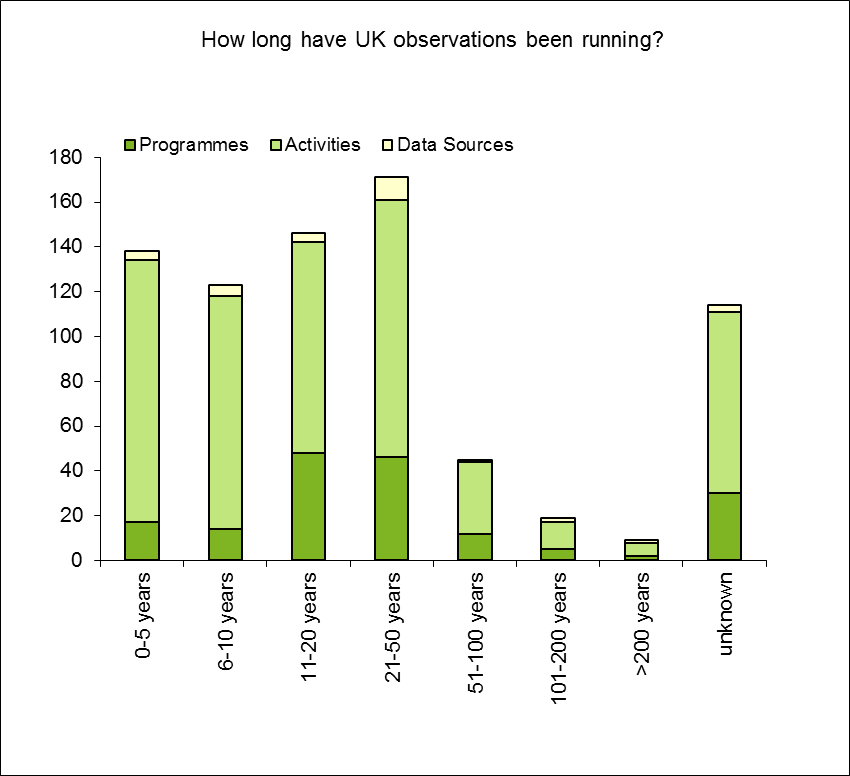 How long have UK observations been running?
Programmes Activities Data Sources
180
160
140
120
100
80
60
40
20
0
0-5 years
6-10 years
11-20 years
21-50 years
51-100 years
101-200 years
>200 years
unknown